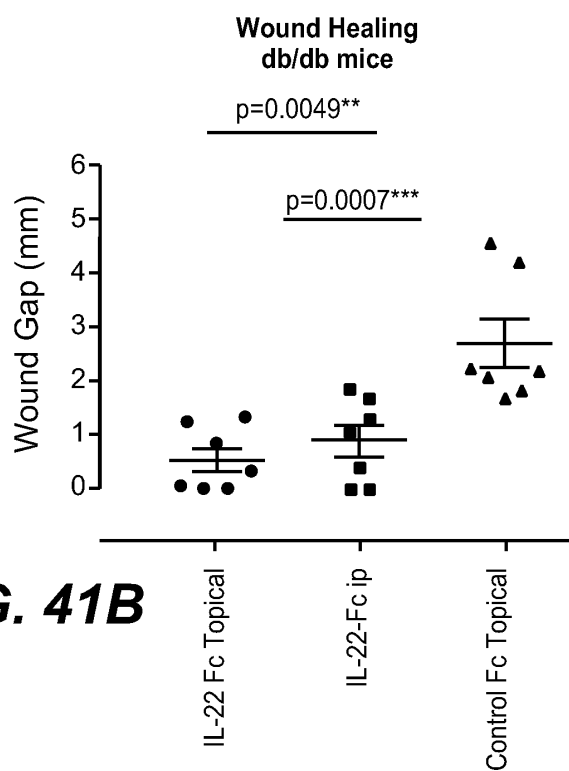 Wound Healing
db/db mice
p=0.0049**
p=0.0007***
Wound Gap (mm)
6
5
4
3
2
1
0
IL-22 Fc Topical
IL-22-Fc ip
Control Fc Topical
G. 41B